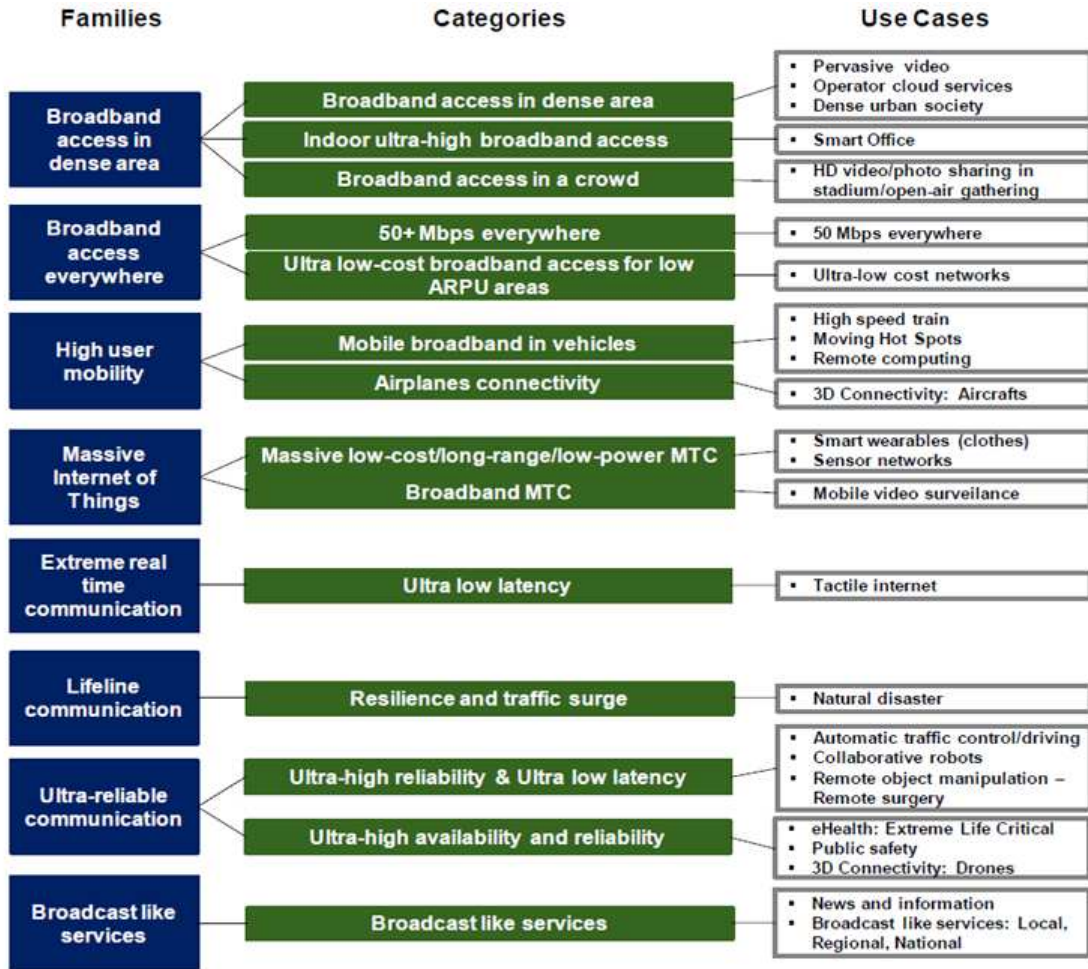 Families
Categories
Use Cases
Broadband
access in
dense area
Broadband access in dense area
▪ Pervasive video
▪ Operator cloud services
▪ Dense urban society
Indoor ultra-high broadband access
▪ Smart Office
Broadband access in a crowd
▪ HD video/photo sharing in
stadium/open-air gathering
Broadband
access
everywhere
50+ Mbps everywhere
▪ 50 Mbps everywhere
Ultra low-cost broadband access for low
ARPU areas
▪ Ultra-low cost networks
High user
mobility
Mobile broadband in vehicles
▪ High speed train
▪ Moving Hot Spots
▪ Remote computing
Airplanes connectivity
▪ 3D Connectivity: Aircrafts
Massive
Internet of
Things
Massive low-cost/long-range/low-power MTC
▪ Smart wearables (clothes)
▪ Sensor networks
Broadband MTC
▪ Mobile video surveilance
Extreme real
time
communication
Ultra low latency
▪ Tactile internet
Lifeline
communication
Resilience and traffic surge
▪ Natural disaster
Ultra-reliable
communication
Ultra-high reliability & Ultra low latency
▪ Automatic traffic control/driving
▪ Collaborative robots
▪ Remote object manipulation –
Remote surgery
Ultra-high availability and reliability
▪ eHealth: Extreme Life Critical
▪ Public safety
▪ 3D Connectivity: Drones
Broadcast like
services
Broadcast like services
▪ News and information
▪ Broadcast like services: Local,
Regional, National